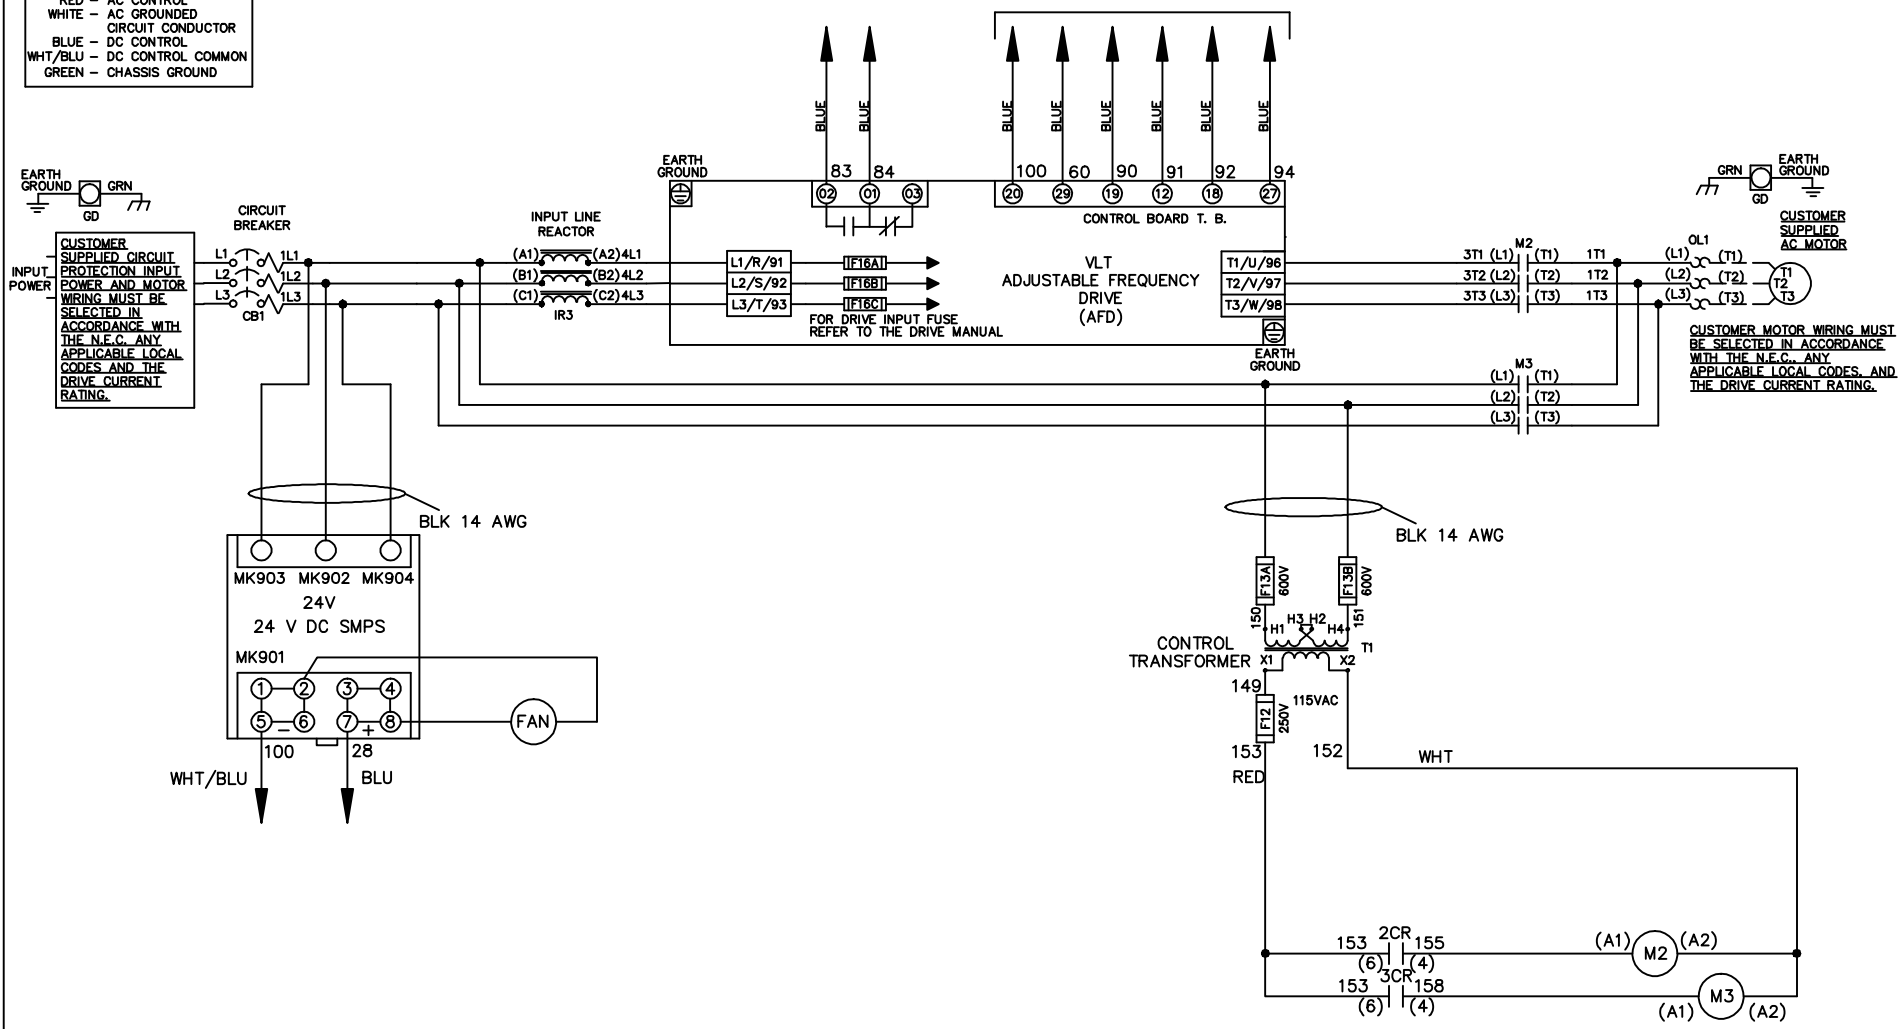 RED – AC CONTROL
WHITE – AC GROUNDED
CIRCUIT CONDUCTOR
BLUE – DC CONTROL
WHT/BLU – DC CONTROL COMMON
GREEN – CHASSIS GROUND
BLUE
BLUE
BLUE
BLUE
BLUE
BLUE
BLUE
BLUE
EARTH
GROUND
GRN
GD
EARTH
GROUND
83
84
100
60
90
91
92
94
02
01
03
20
29
19
12
18
27
CONTROL BOARD T. B.
GRN
EARTH
GROUND
GD
CUSTOMER
SUPPLIED
AC MOTOR
CIRCUIT
BREAKER
INPUT LINE
REACTOR
INPUT
POWER
CUSTOMER
SUPPLIED CIRCUIT
PROTECTION INPUT
POWER AND MOTOR
WIRING MUST BE
SELECTED IN
ACCORDANCE WITH
THE N.E.C. ANY
APPLICABLE LOCAL
CODES AND THE
DRIVE CURRENT
RATING.
L1
1L1
L2
1L2
L3
1L3
CB1
(A1)
(A2)
4L1
(B1)
(B2)
4L2
(C1)
(C2)
4L3
IR3
L1/R/91
L2/S/92
L3/T/93
F16A
F16B
F16C
FOR DRIVE INPUT FUSE
REFER TO THE DRIVE MANUAL
VLT
ADJUSTABLE FREQUENCY
DRIVE
(AFD)
T1/U/96
T2/V/97
T3/W/98
EARTH
GROUND
M2
3T1 (L1)
(T1)
1T1
3T2 (L2)
(T2)
1T2
3T3 (L3)
(T3)
1T3
OL1
(L1)
(T1)
(L2)
(T2)
(L3)
(T3)
T1
T2
T3
CUSTOMER MOTOR WIRING MUST
BE SELECTED IN ACCORDANCE
WITH THE N.E.C., ANY
APPLICABLE LOCAL CODES, AND
THE DRIVE CURRENT RATING.
M3
(L1)
(T1)
(L2)
(T2)
(L3)
(T3)
BLK 14 AWG
MK903
MK902
MK904
24V
24 V DC SMPS
MK901
1
2
3
4
5
6
7
8
–
+
FAN
100
28
WHT/BLU
BLU
BLK 14 AWG
F13A
600V
F13B
600V
150
151
H1
H3
H2
H4
CONTROL
TRANSFORMER
T1
X1
X2
149
115VAC
F12
250V
153
152
RED
WHT
153
2CR
155
(6)
(4)
(A1)
M2
(A2)
153
3CR
158
(6)
(4)
(A1)
M3
(A2)